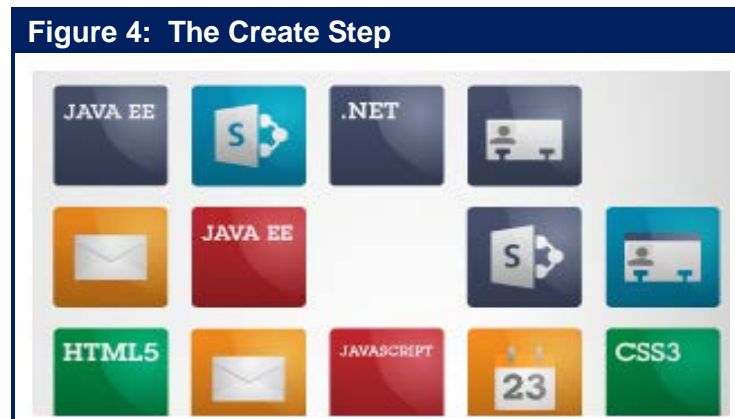 Figure 4: The Create Step
JAVA EE
S
.NET
JAVA EE
S
HTML5
JAVASCRIPT
23
CSS3